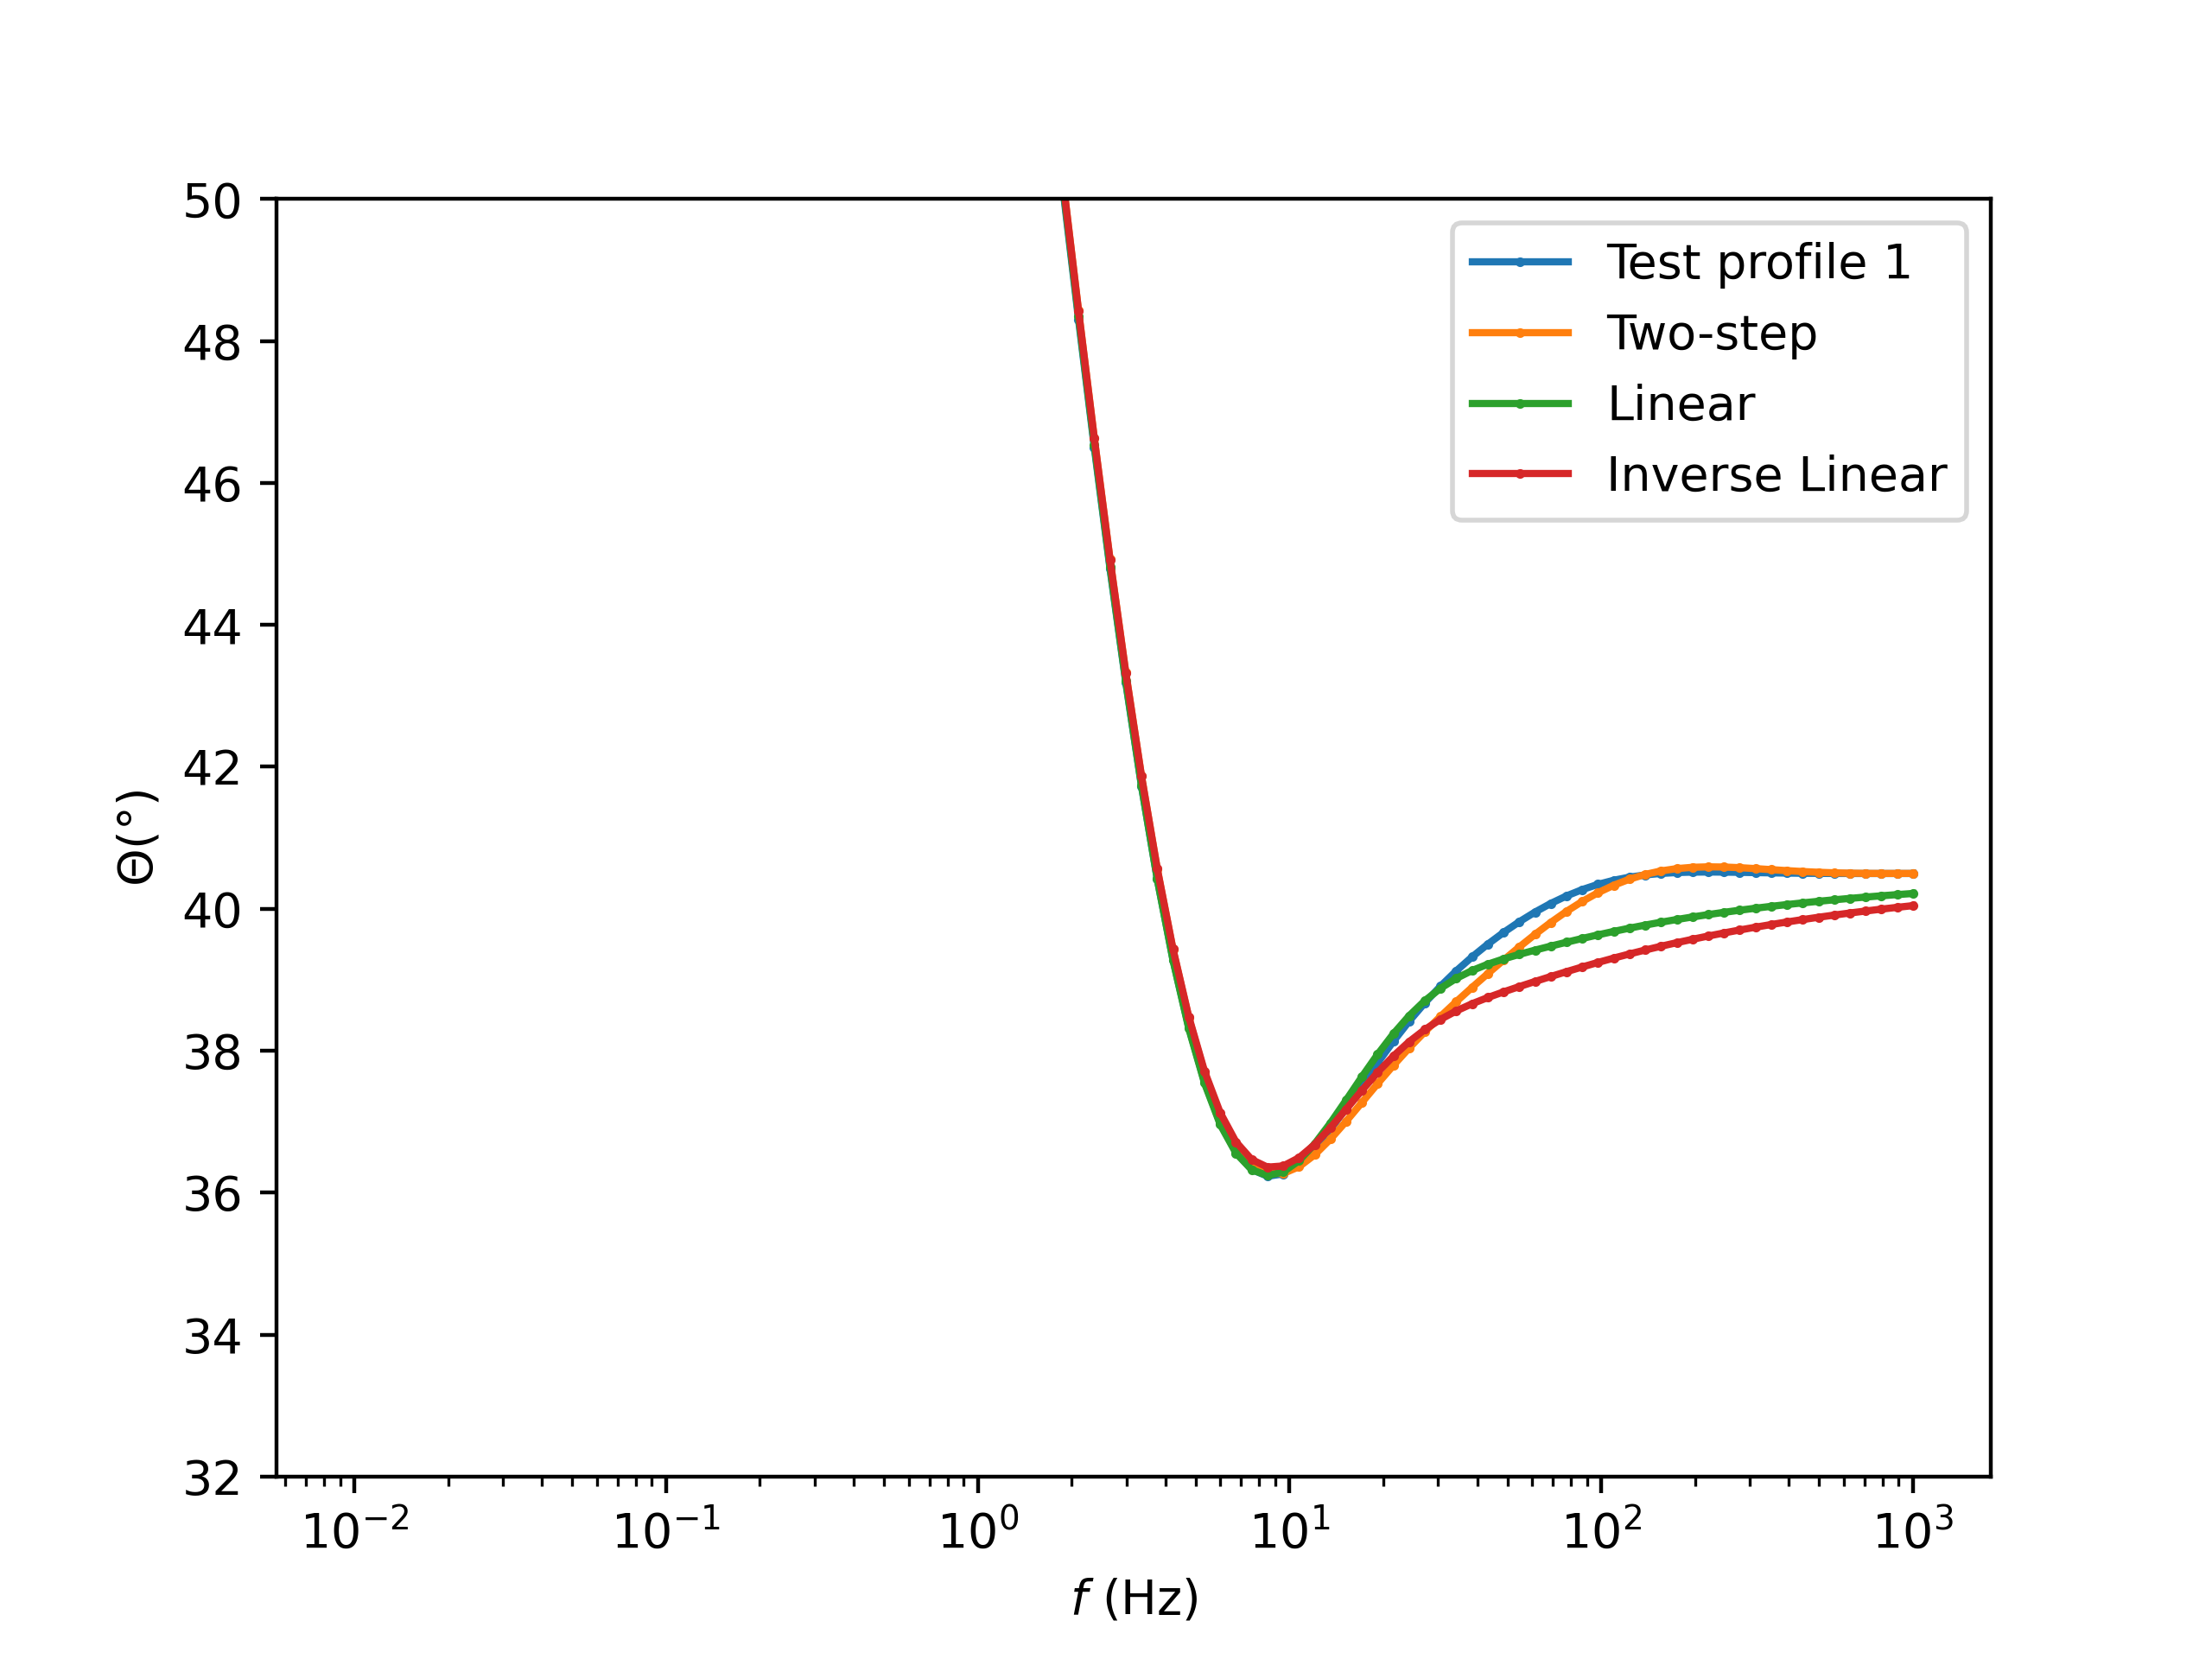 50
48
46
44
42
40
38
36
34
32
Θ(°)
Test profile 1
Two-step
Linear
Inverse Linear
10⁻² 10⁻¹ 10⁰ 10¹ 10² 10³
f (Hz)